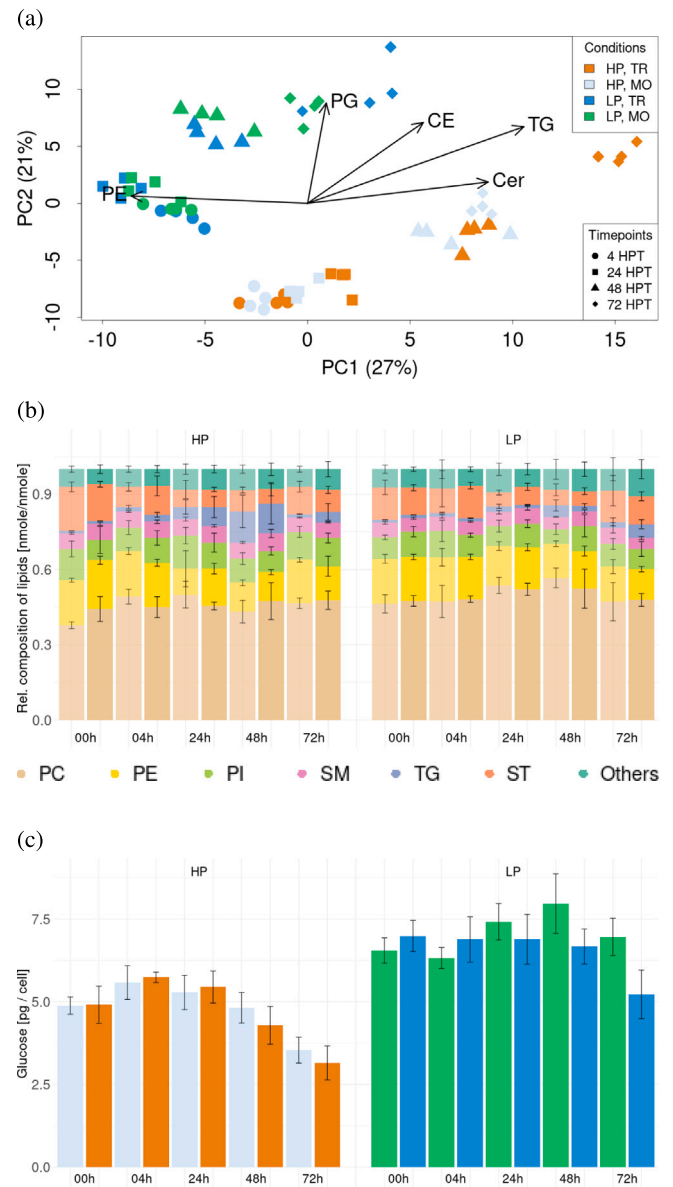 (a)
Conditions
HP, TR
HP, MO
LP, TR
LP, MO
PG
CE
TG
PE
Cer
Timepoints
4 HPT
24 HPT
48 HPT
72 HPT
10
5
0
-5
-10
PC2 (21%)
-10 -5 0 5 10 15
PC1 (27%)
(b)
HP LP
0.9
0.6
0.3
0.0
Rel. composition of lipids [nmole/nmole]
00h 04h 24h 48h 72h 00h 04h 24h 48h 72h
PC PE PI SM TG ST Others
(c)
HP LP
7.5
5.0
2.5
0.0
Glucose [pg / cell]
00h 04h 24h 48h 72h 00h 04h 24h 48h 72h